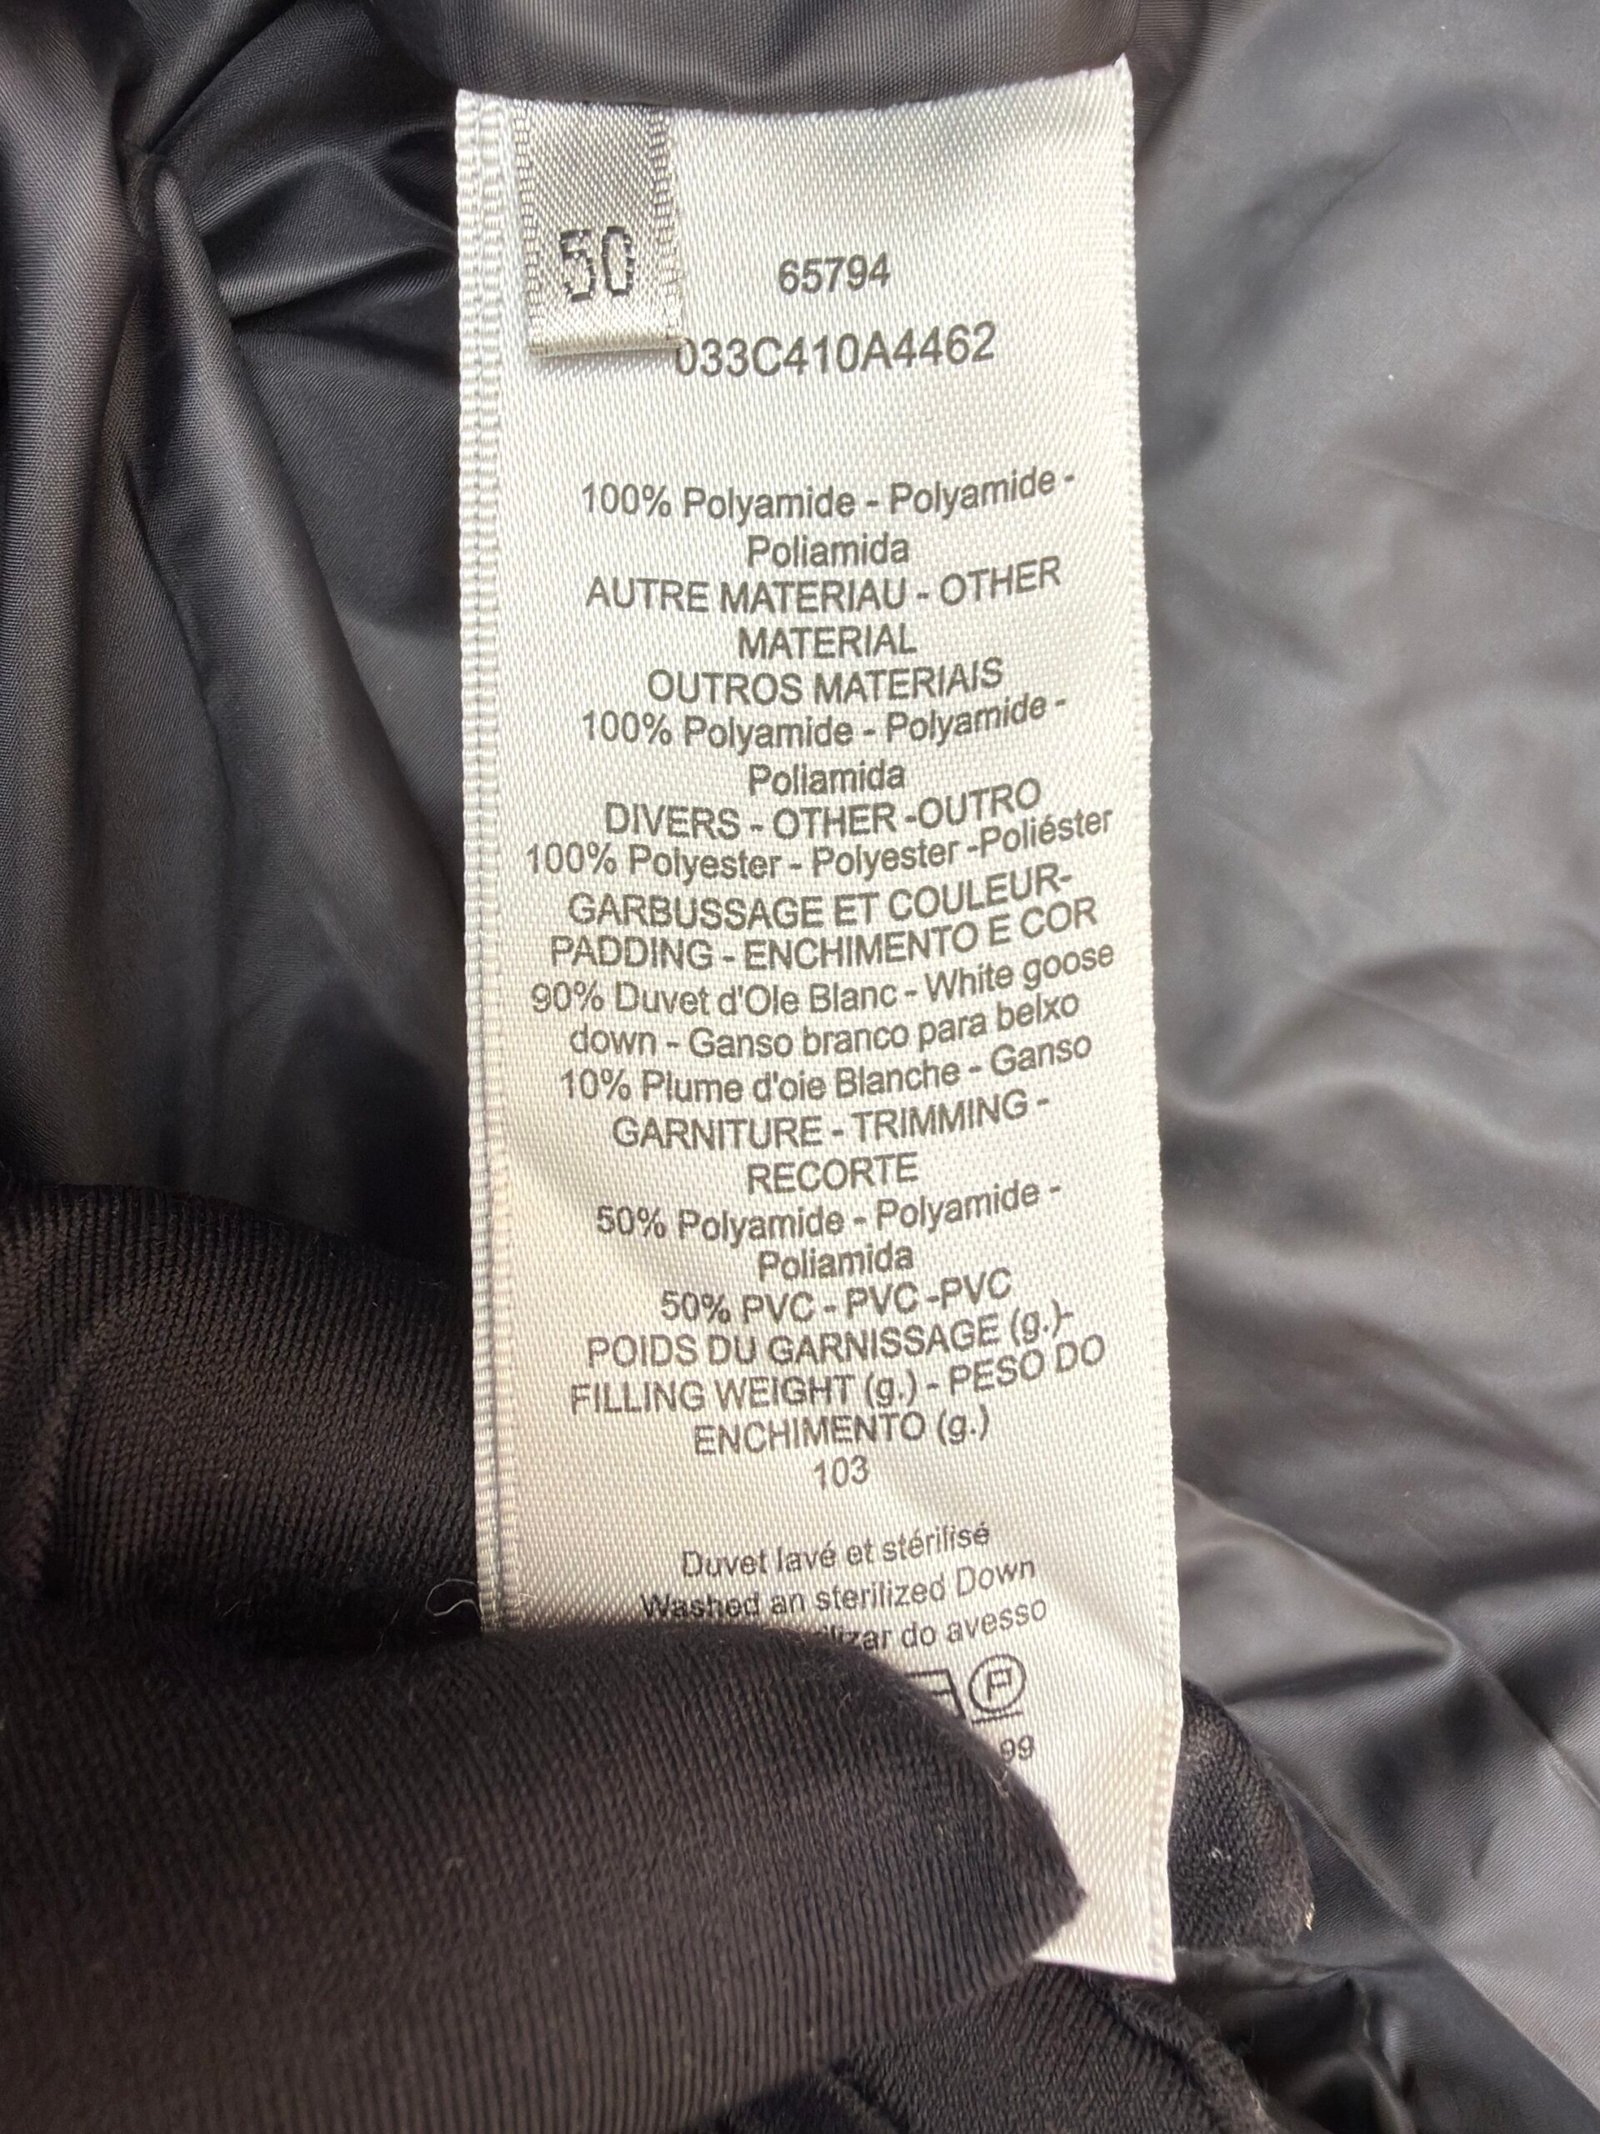 50
65794
033C410A4462
100% Polyamide - Polyamide -
Poliamida
AUTRE MATERIAU - OTHER
MATERIAL
OUTROS MATERIAIS
100% Polyamide - Polyamide -
Poliamida
DIVERS - OTHER -OUTRO
100% Polyester - Polyester -Poliéster
GARBUSSAGE ET COULEUR-
PADDING - ENCHIMENTO E COR
90% Duvet d'Oie Blanc - White goose
down - Ganso branco para belxo
10% Plume d'oie Blanche - Ganso
GARNITURE - TRIMMING -
RECORTE
50% Polyamide - Polyamide -
Poliamida
50% PVC - PVC -PVC
POIDS DU GARNISSAGE (g.)-
FILLING WEIGHT (g.) - PESO DO
ENCHIMENTO (g.)
103
Duvet lavé et stérilisé
Washed an sterilized Down
do avesso
P
99